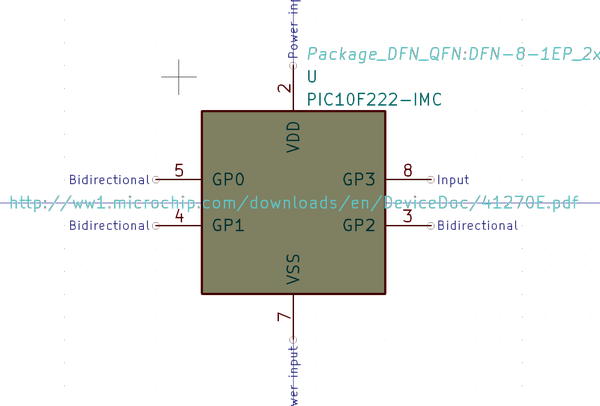 Power in
Package_DFN_QFN:DFN-8-1EP_2x
U
2
PIC10F222-IMC
VDD
5
8
Bidirectional
GP0
GP3
Input
http://ww1.microchip.com/downloads/en/DeviceDoc/41270E.pdf
4
3
Bidirectional
GP1
GP2
Bidirectional
VSS
7
wer input